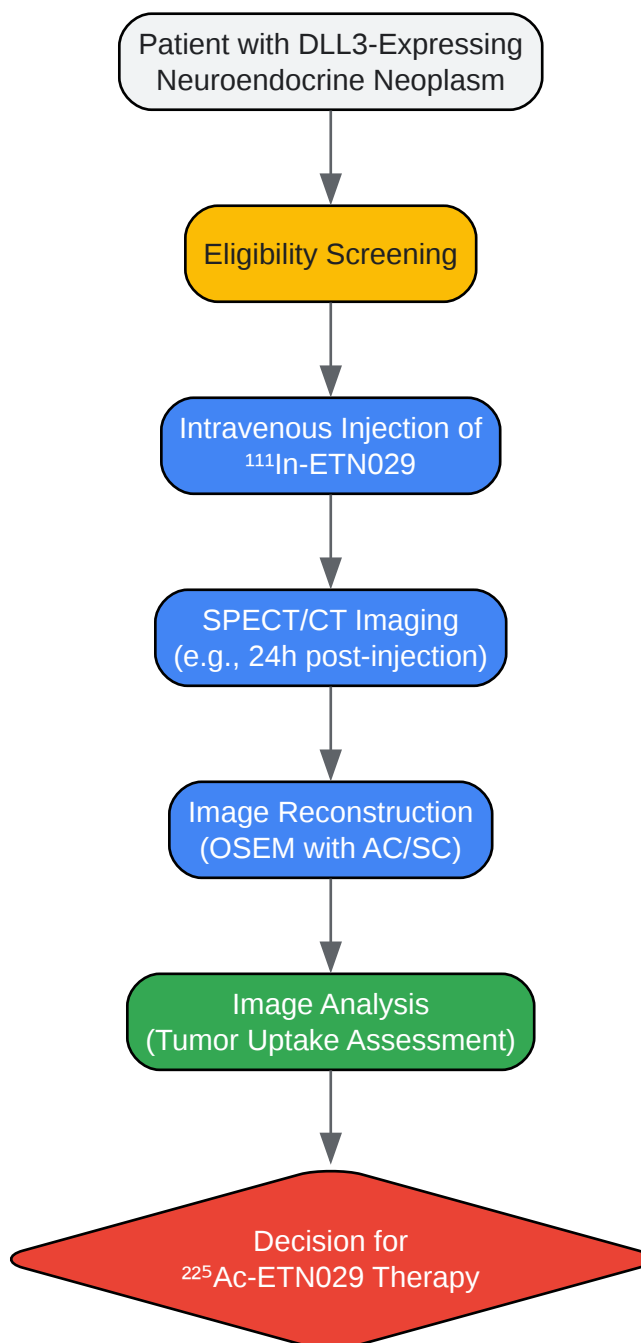 Patient with DLL3-Expressing
Neuroendocrine Neoplasm
Eligibility Screening
Intravenous Injection of
¹¹¹In-ETN029
SPECT/CT Imaging
(e.g., 24h post-injection)
Image Reconstruction
(OSEM with AC/SC)
Image Analysis
(Tumor Uptake Assessment)
Decision for
²²⁵Ac-ETN029 Therapy